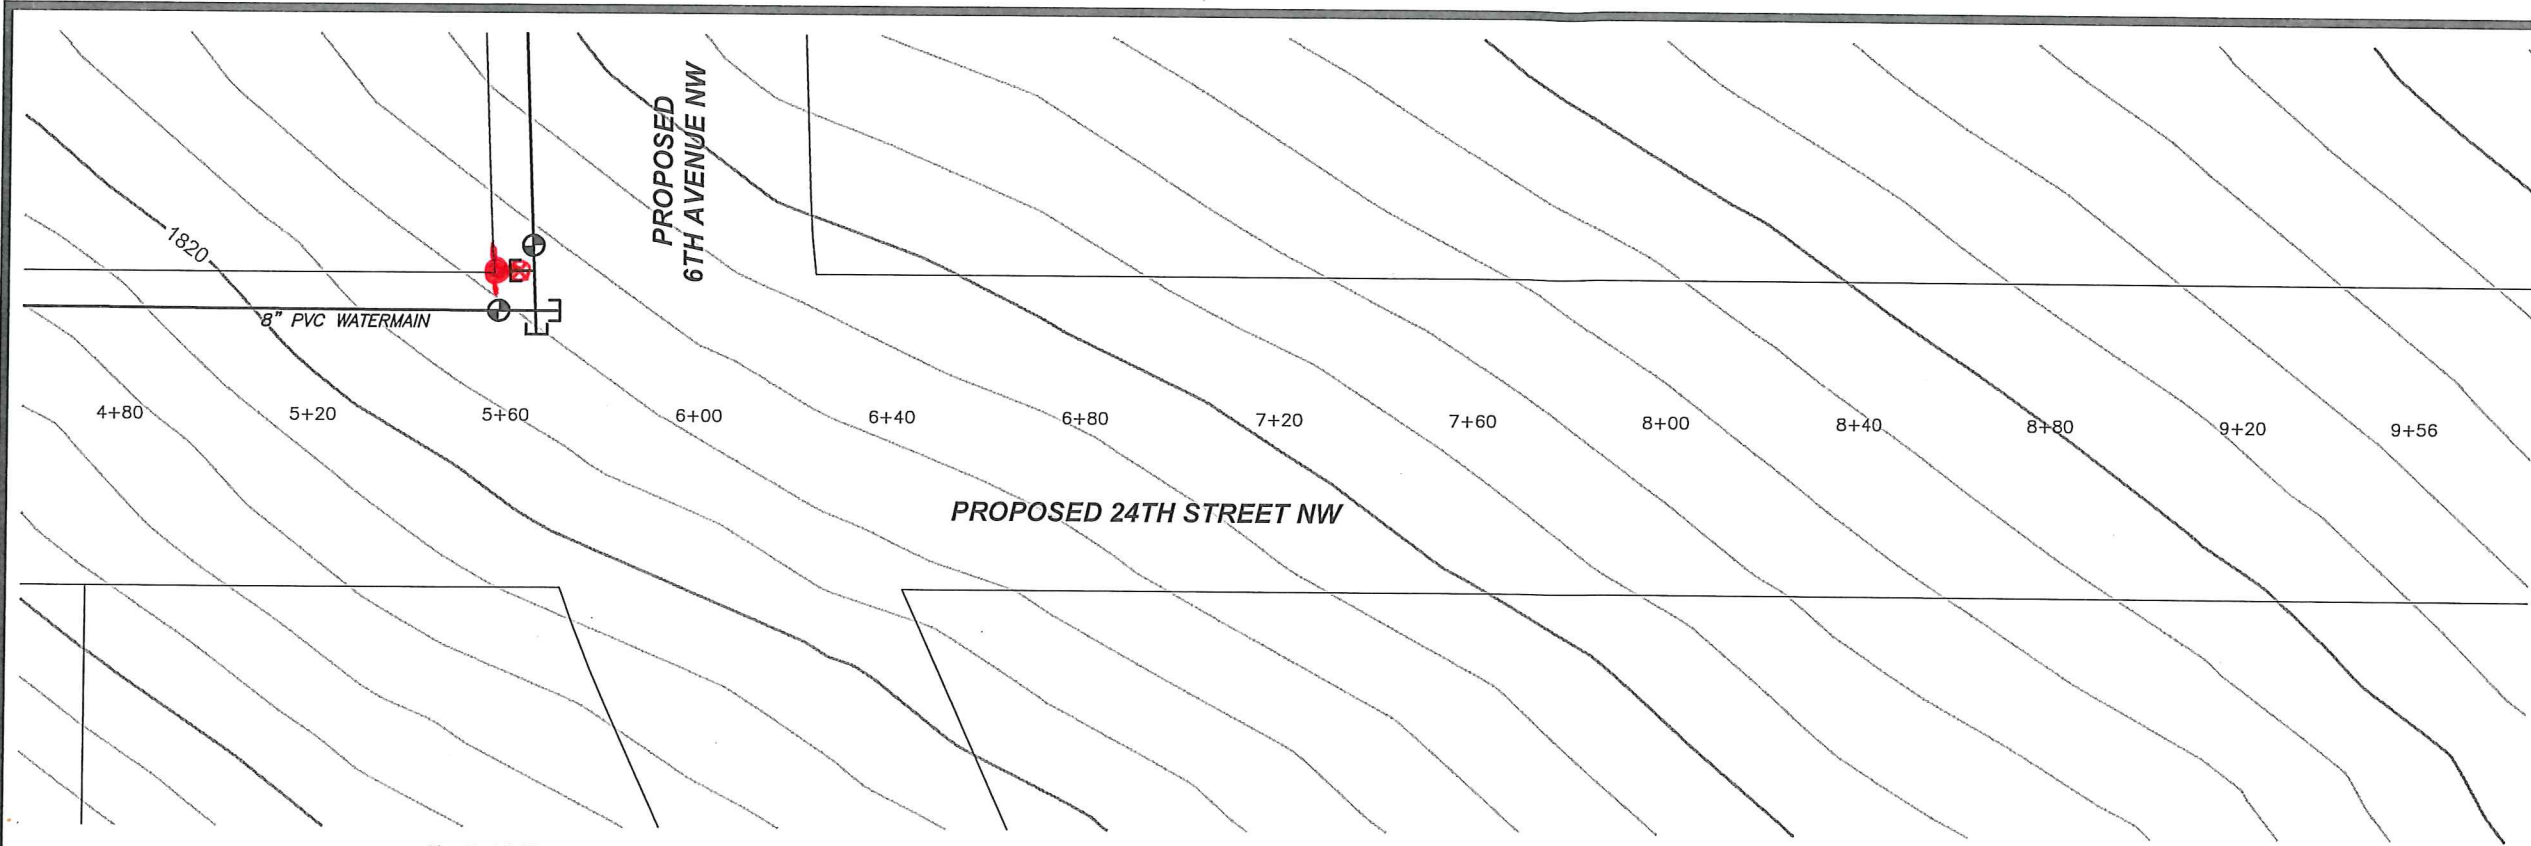 PROPOSED
6TH AVENUE NW
1820
8" PVC WATERMAIN
4+80 5+20 5+60 6+00 6+40 6+80 7+20 7+60 8+00 8+40 8+80 9+20 9+56
PROPOSED 24TH STREET NW